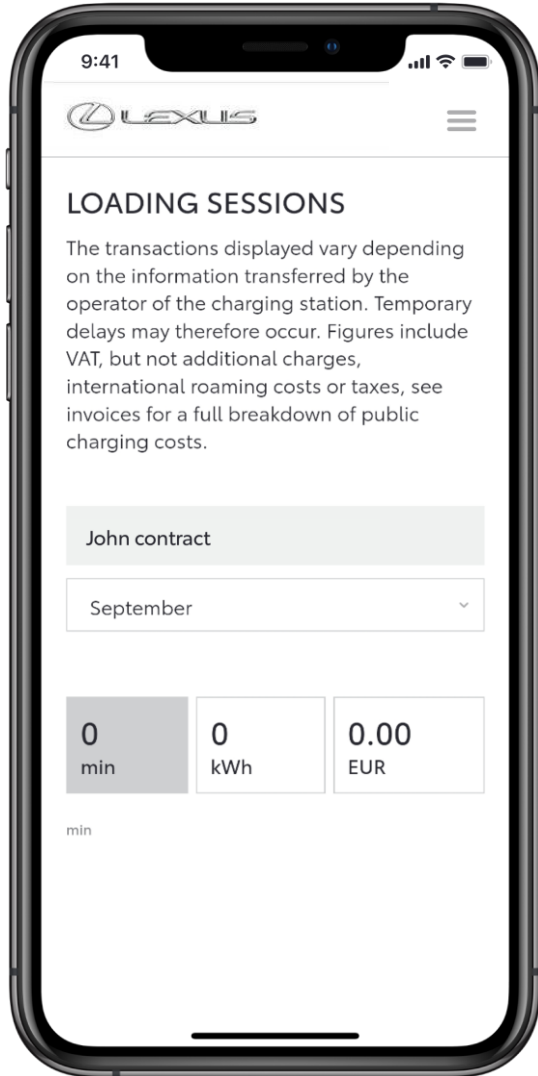 9:41
LEXUS
LOADING SESSIONS
The transactions displayed vary depending
on the information transferred by the
operator of the charging station. Temporary
delays may therefore occur. Figures include
VAT, but not additional charges,
international roaming costs or taxes, see
invoices for a full breakdown of public
charging costs.
John contract
September
0
min
0
kWh
0.00
EUR
min